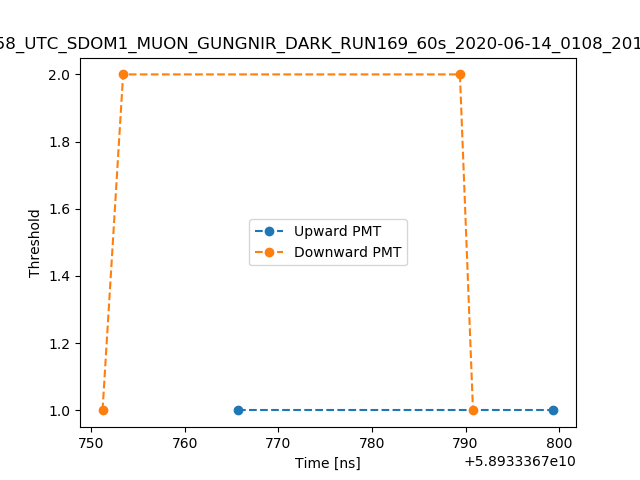 58_UTC_SDOM1_MUON_GUNGNIR_DARK_RUN169_60s_2020-06-14_0108_201
2.0
1.8
1.6
1.4
1.2
1.0
Threshold
Upward PMT
Downward PMT
750 760 770 780 790 800
Time [ns]
+5.8933367e10